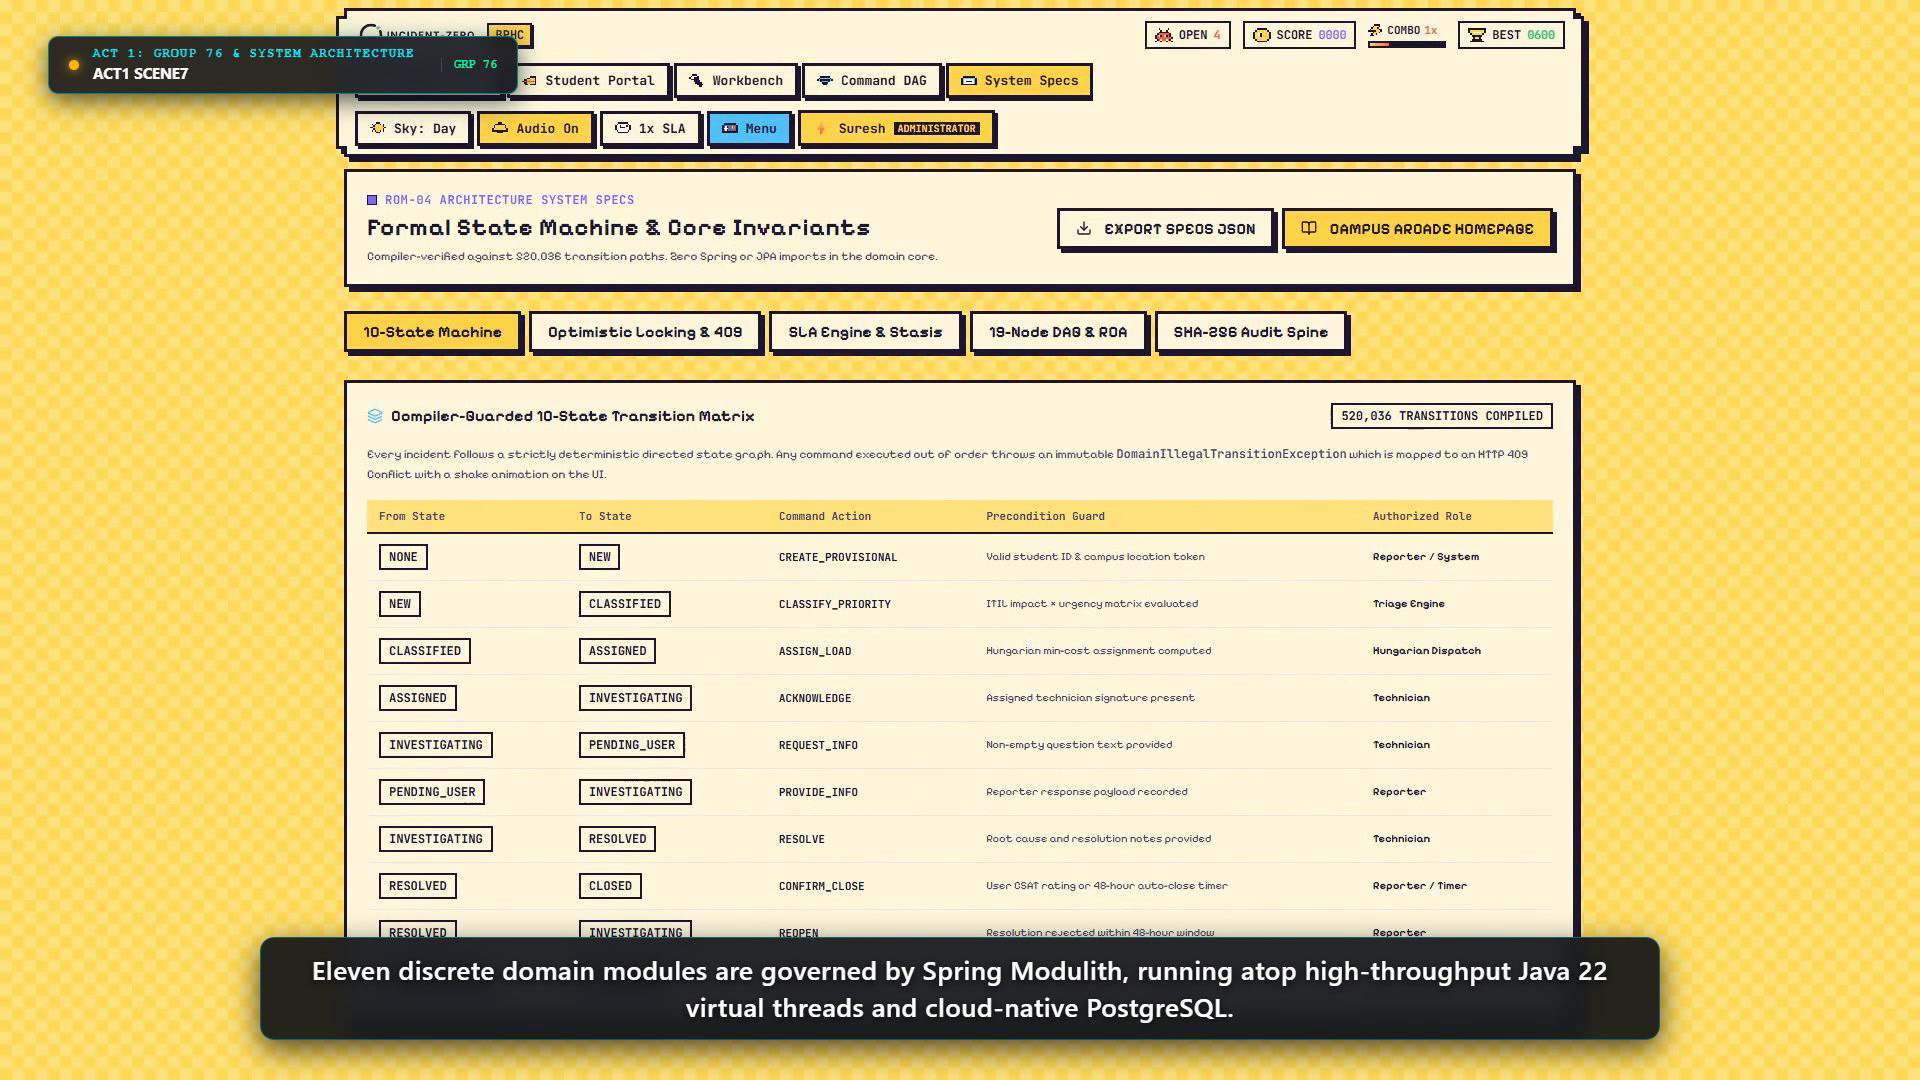 INCIDENT-ZERO BPHC
OPEN 4
SCORE 0000
COMBO 1x
BEST 0600
ACT 1: GROUP 76 & SYSTEM ARCHITECTURE
ACT1 SCENE7
GRP 76
Student Portal
Workbench
Command DAG
System Specs
Sky: Day
Audio On
1x SLA
Menu
Suresh ADMINISTRATOR
ROM-04 ARCHITECTURE SYSTEM SPECS
Formal State Machine & Core Invariants
Compiler-verified against 520,036 transition paths. Zero Spring or JPA imports in the domain core.
EXPORT SPECS JSON
CAMPUS ARCADE HOMEPAGE
10-State Machine
Optimistic Locking & 409
SLA Engine & Stasis
19-Node DAG & RCA
SHA-256 Audit Spine
Compiler-Guarded 10-State Transition Matrix
520,036 TRANSITIONS COMPILED
Every incident follows a strictly deterministic directed state graph. Any command executed out of order throws an immutable DomainIllegalTransitionException which is mapped to an HTTP 409
Conflict with a shake animation on the UI.
From State To State Command Action Precondition Guard Authorized Role
NONE NEW CREATE_PROVISIONAL Valid student ID & campus location token Reporter / System
NEW CLASSIFIED CLASSIFY_PRIORITY ITIL impact × urgency matrix evaluated Triage Engine
CLASSIFIED ASSIGNED ASSIGN_LOAD Hungarian min-cost assignment computed Hungarian Dispatch
ASSIGNED INVESTIGATING ACKNOWLEDGE Assigned technician signature present Technician
INVESTIGATING PENDING_USER REQUEST_INFO Non-empty question text provided Technician
PENDING_USER INVESTIGATING PROVIDE_INFO Reporter response payload recorded Reporter
INVESTIGATING RESOLVED RESOLVE Root cause and resolution notes provided Technician
RESOLVED CLOSED CONFIRM_CLOSE User CSAT rating or 48-hour auto-close timer Reporter / Timer
RESOLVED INVESTIGATING REOPEN Resolution rejected within 48-hour window Reporter
Eleven discrete domain modules are governed by Spring Modulith, running atop high-throughput Java 22
virtual threads and cloud-native PostgreSQL.